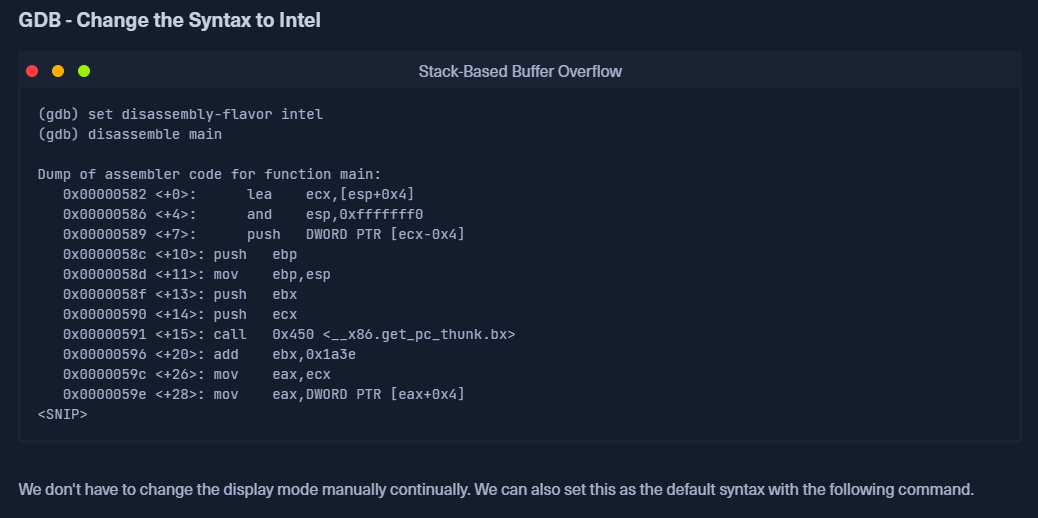 GDB - Change the Syntax to Intel
Stack-Based Buffer Overflow
(gdb) set disassembly-flavor intel
(gdb) disassemble main
Dump of assembler code for function main:
   0x00000582 <+0>:      lea    ecx,[esp+0x4]
   0x00000586 <+4>:      and    esp,0xfffffff0
   0x00000589 <+7>:      push   DWORD PTR [ecx-0x4]
   0x0000058c <+10>: push   ebp
   0x0000058d <+11>: mov    ebp,esp
   0x0000058f <+13>: push   ebx
   0x00000590 <+14>: push   ecx
   0x00000591 <+15>: call   0x450 <__x86.get_pc_thunk.bx>
   0x00000596 <+20>: add    ebx,0x1a3e
   0x0000059c <+26>: mov    eax,ecx
   0x0000059e <+28>: mov    eax,DWORD PTR [eax+0x4]
<SNIP>
We don't have to change the display mode manually continually. We can also set this as the default syntax with the following command.